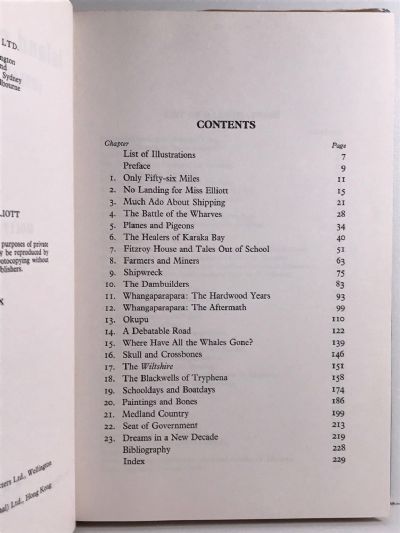 LTD.
ington
nd
Sydney
lbourne
LIOTT
purposes of private
y be reproduced by
otocopying without
blishers.
X
ters Ltd., Wellington
nal) Ltd., Hong Kong
CONTENTS
Chapter Page
List of Illustrations 7
Preface 9
1. Only Fifty-six Miles 11
2. No Landing for Miss Elliott 15
3. Much Ado About Shipping 21
4. The Battle of the Wharves 28
5. Planes and Pigeons 34
6. The Healers of Karaka Bay 40
7. Fitzroy House and Tales Out of School 51
8. Farmers and Miners 63
9. Shipwreck 75
10. The Dambuilders 83
11. Whangaparapara: The Hardwood Years 93
12. Whangaparapara: The Aftermath 99
13. Okupu 110
14. A Debatable Road 122
15. Where Have All the Whales Gone? 139
16. Skull and Crossbones 146
17. The Wiltshire 151
18. The Blackwells of Tryphena 158
19. Schooldays and Boatdays 174
20. Paintings and Bones 186
21. Medland Country 199
22. Seat of Government 213
23. Dreams in a New Decade 219
Bibliography 228
Index 229